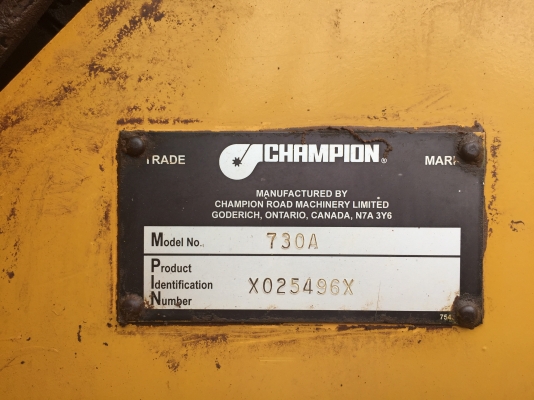 TRADE CHAMPION® MARK
MANUFACTURED BY
CHAMPION ROAD MACHINERY LIMITED
GODERICH, ONTARIO, CANADA, N7A 3Y6
Model No. 730A
Product
Identification X025496X
Number